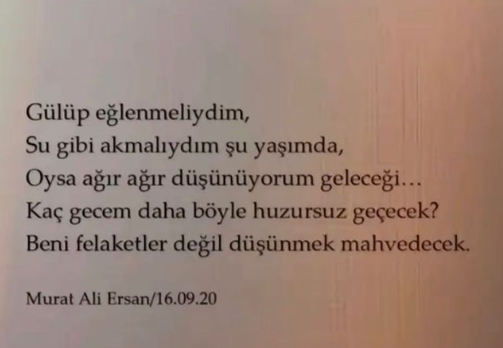 Gülüp eğlenmeliydim,
Su gibi akmalıydım şu yaşımda,
Oysa ağır ağır düşünüyorum geleceği...
Kaç gecem daha böyle huzursuz geçecek?
Beni felaketler değil düşünmek mahvedecek.
Murat Ali Ersan/16.09.20